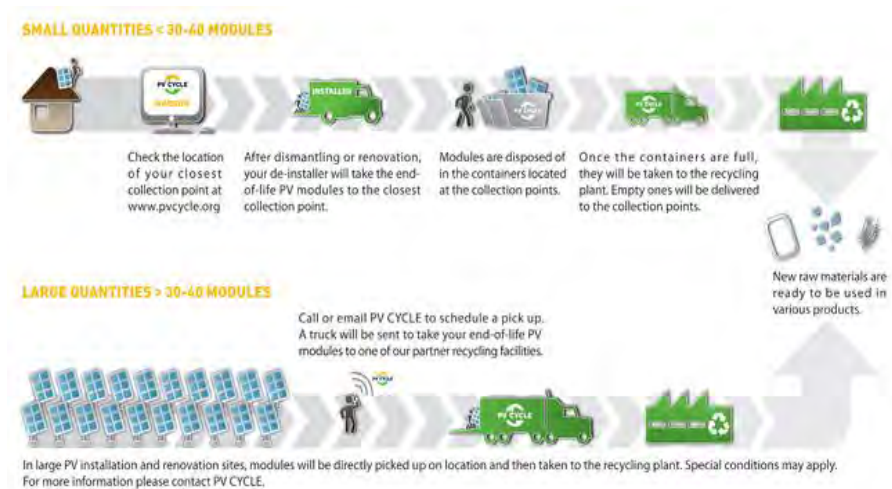 SMALL QUANTITIES < 30-40 MODULES
PV CYCLE
WEBSITE
INSTALLER
PV CYCLE
PV CYCLE
Check the location
of your closest
collection point at
www.pvcycle.org
After dismantling or renovation,
your de-installer will take the end-
of-life PV modules to the closest
collection point.
Modules are disposed of
in the containers located
at the collection points.
Once the containers are full,
they will be taken to the recycling
plant. Empty ones will be delivered
to the collection points.
New raw materials are
ready to be used in
various products.
LARGE QUANTITIES > 30-40 MODULES
Call or email PV CYCLE to schedule a pick up.
A truck will be sent to take your end-of-life PV
modules to one of our partner recycling facilities.
PV CYCLE
PV CYCLE
In large PV installation and renovation sites, modules will be directly picked up on location and then taken to the recycling plant. Special conditions may apply.
For more information please contact PV CYCLE.